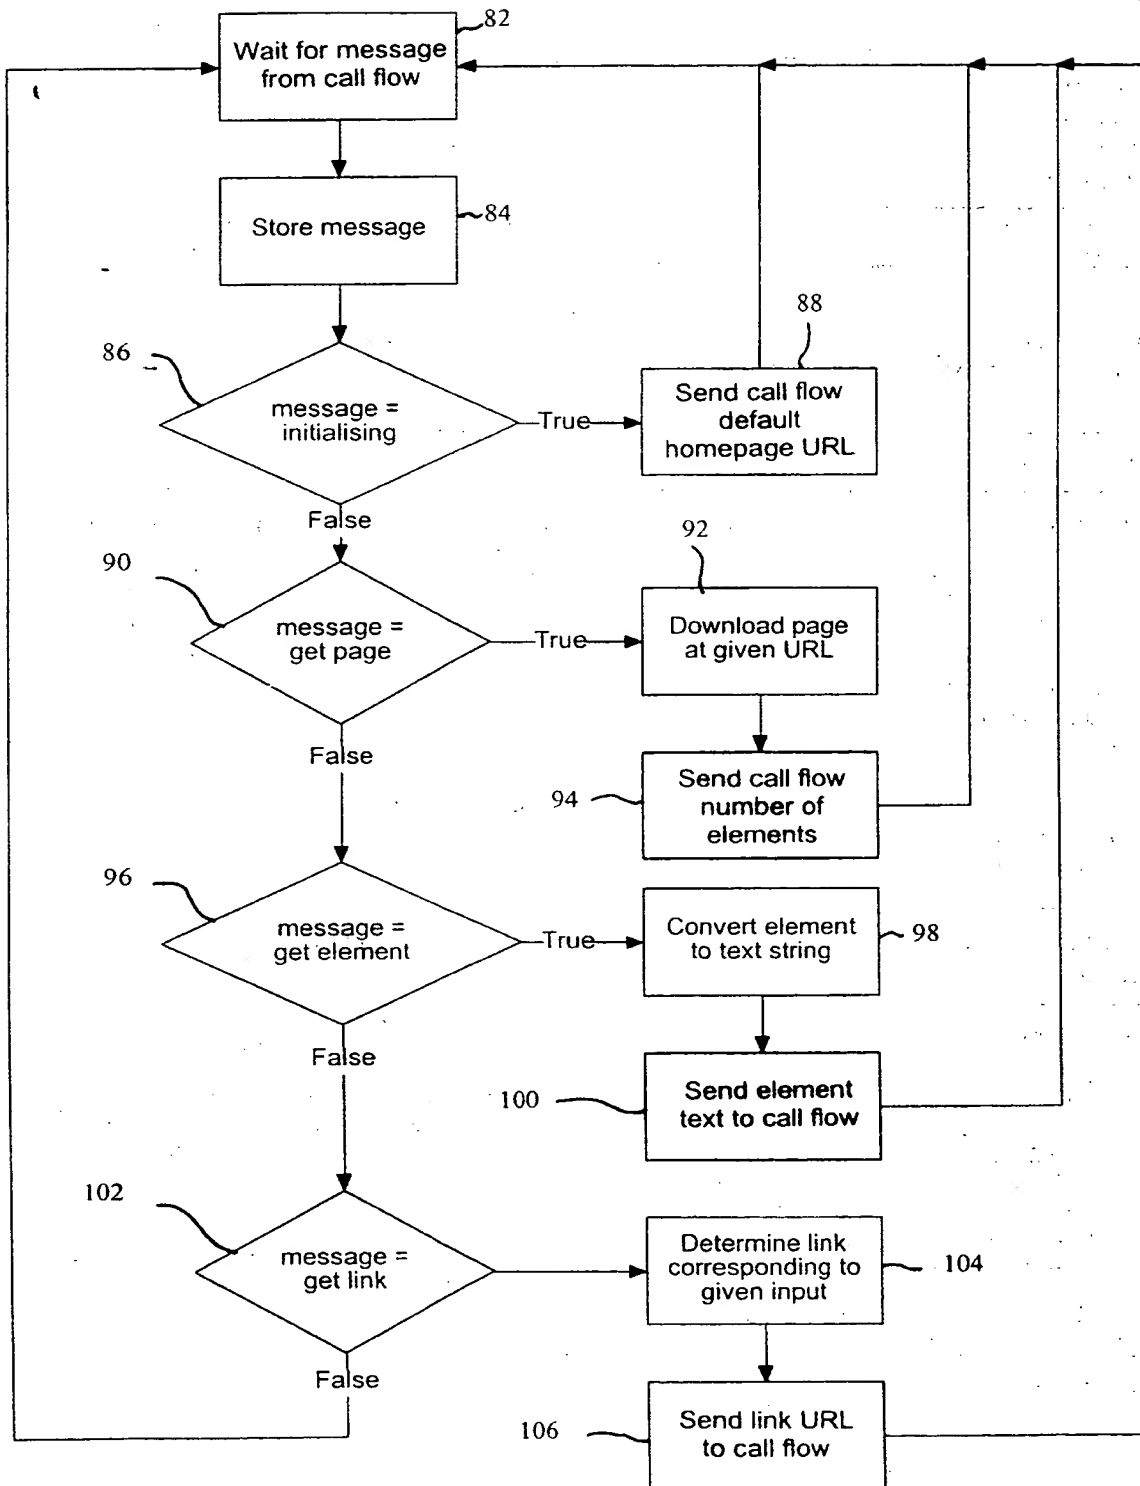 82
Wait for message
from call flow
Store message
84
86
message =
initialising
True
88
Send call flow
default
homepage URL
False
90
message =
get page
True
92
Download page
at given URL
False
94
Send call flow
number of
elements
96
message =
get element
True
Convert element
to text string
98
False
100
Send element
text to call flow
102
message =
get link
Determine link
corresponding to
given input
104
False
106
Send link URL
to call flow